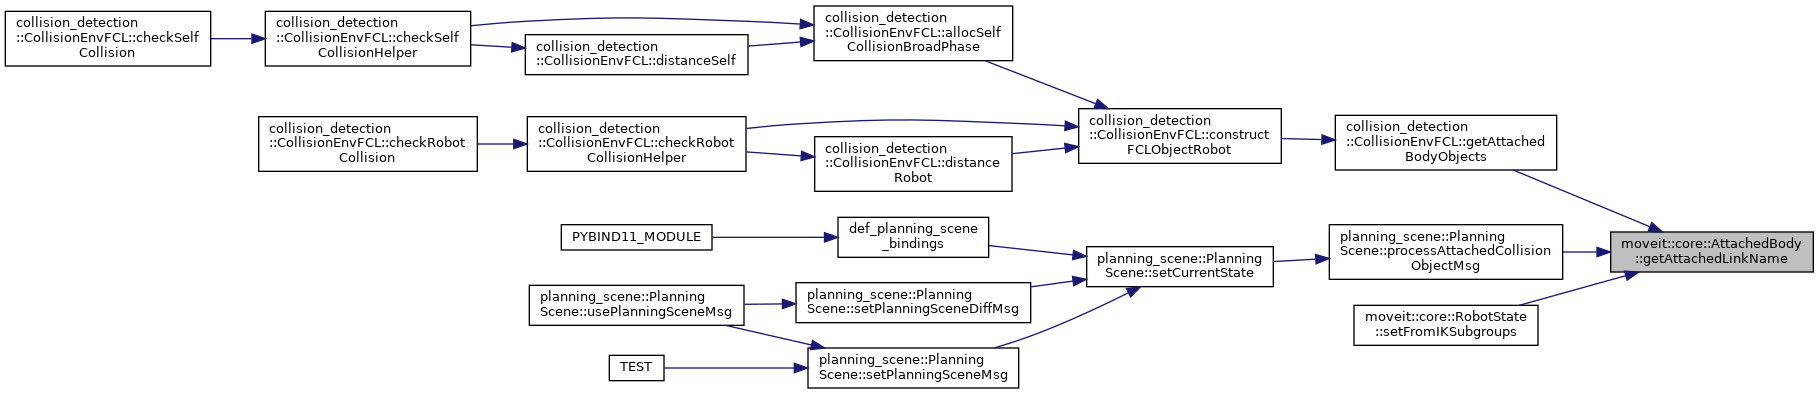 collision_detection
::CollisionEnvFCL::checkSelf
Collision
collision_detection
::CollisionEnvFCL::checkSelf
CollisionHelper
collision_detection
::CollisionEnvFCL::distanceSelf
collision_detection
::CollisionEnvFCL::allocSelf
CollisionBroadPhase
collision_detection
::CollisionEnvFCL::checkRobot
Collision
collision_detection
::CollisionEnvFCL::checkRobot
CollisionHelper
collision_detection
::CollisionEnvFCL::distance
Robot
collision_detection
::CollisionEnvFCL::construct
FCLObjectRobot
collision_detection
::CollisionEnvFCL::getAttached
BodyObjects
PYBIND11_MODULE
def_planning_scene
_bindings
planning_scene::Planning
Scene::usePlanningSceneMsg
planning_scene::Planning
Scene::setPlanningSceneDiffMsg
TEST
planning_scene::Planning
Scene::setPlanningSceneMsg
planning_scene::Planning
Scene::setCurrentState
planning_scene::Planning
Scene::processAttachedCollision
ObjectMsg
moveit::core::RobotState
::setFromIKSubgroups
moveit::core::AttachedBody
::getAttachedLinkName